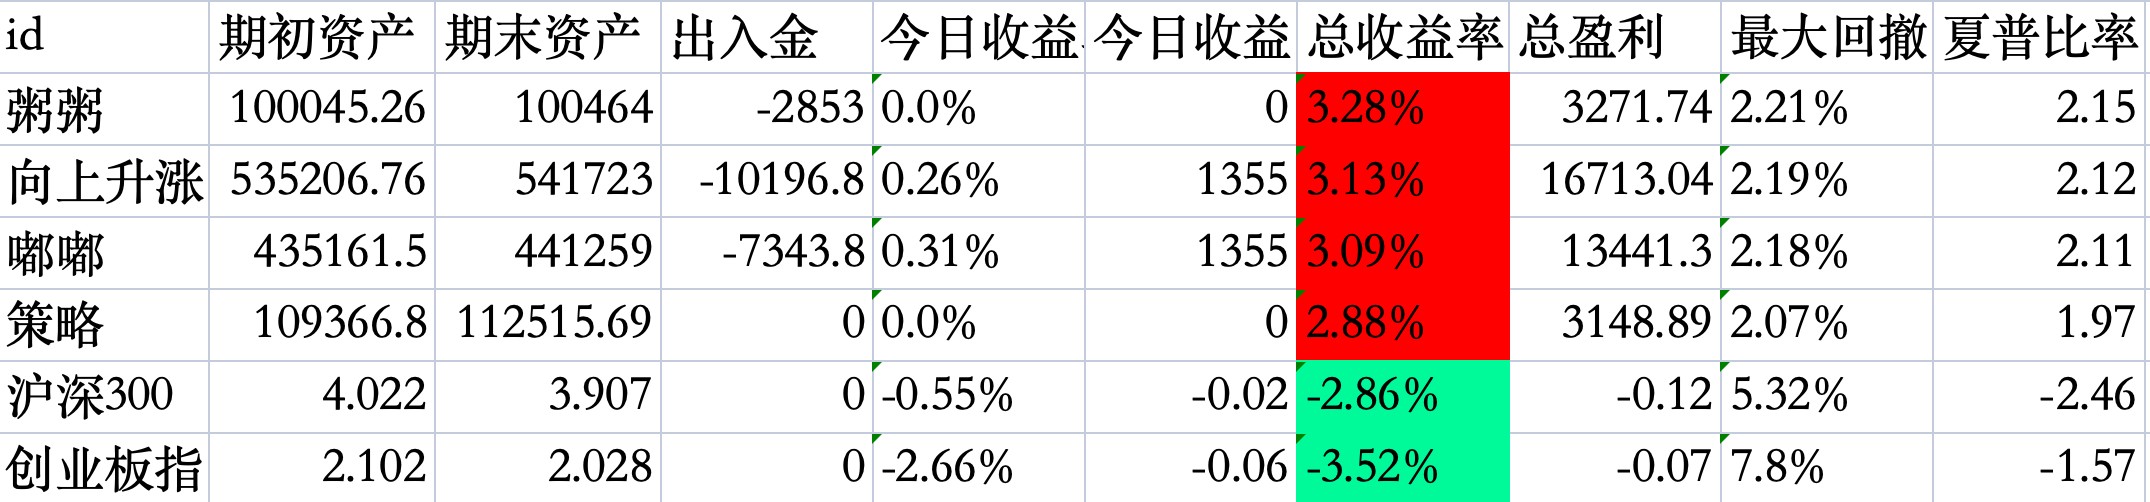 id 期初资产 期末资产 出入金 今日收益 今日收益 总收益率 总盈利 最大回撤 夏普比率
粥粥 100045.26 100464 -2853 0.0% 0 3.28% 3271.74 2.21% 2.15
向上升涨 535206.76 541723 -10196.8 0.26% 1355 3.13% 16713.04 2.19% 2.12
嘟嘟 435161.5 441259 -7343.8 0.31% 1355 3.09% 13441.3 2.18% 2.11
策略 109366.8 112515.69 0 0.0% 0 2.88% 3148.89 2.07% 1.97
沪深300 4.022 3.907 0 -0.55% -0.02 -2.86% -0.12 5.32% -2.46
创业板指 2.102 2.028 0 -2.66% -0.06 -3.52% -0.07 7.8% -1.57